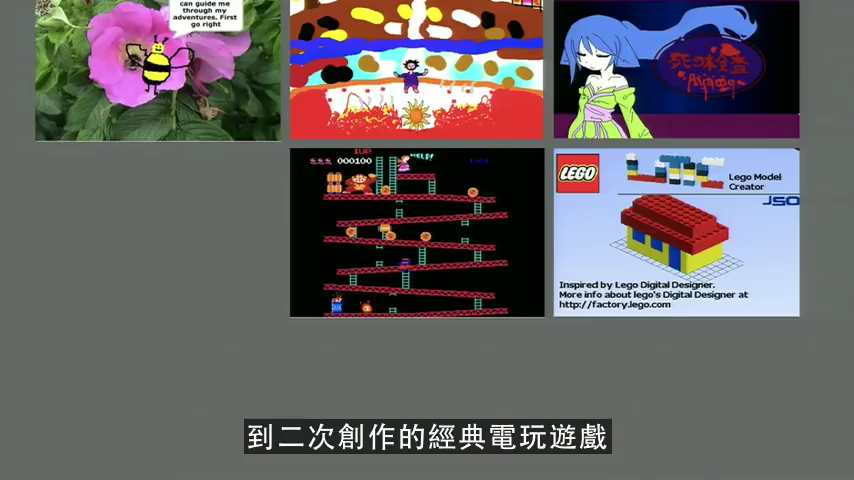 can guide me
through my
adventures. First
go right
1UP
000100
HELP!
LEGO
Lego Model
Creator
JSO
Inspired by Lego Digital Designer.
More info about lego's Digital Designer at
http://factory.lego.com
到二次創作的經典電玩遊戲